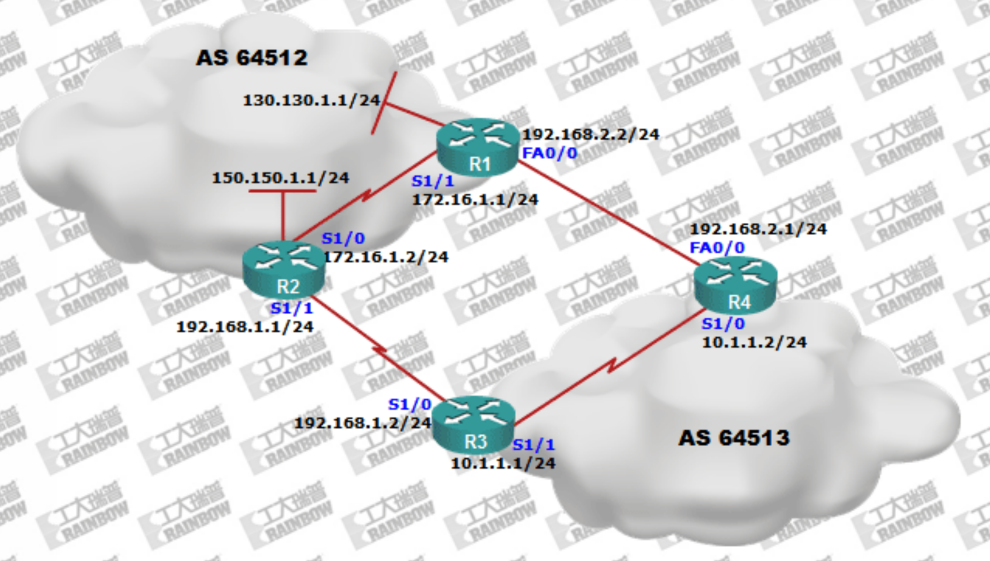 AS 64512
130.130.1.1/24
192.168.2.2/24
FA0/0
R1
150.150.1.1/24
S1/1
172.16.1.1/24
192.168.2.1/24
FA0/0
S1/0
172.16.1.2/24
R2
R4
S1/1
192.168.1.1/24
S1/0
10.1.1.2/24
S1/0
192.168.1.2/24
R3
S1/1
10.1.1.1/24
AS 64513
工大瑞普
RAINBOW